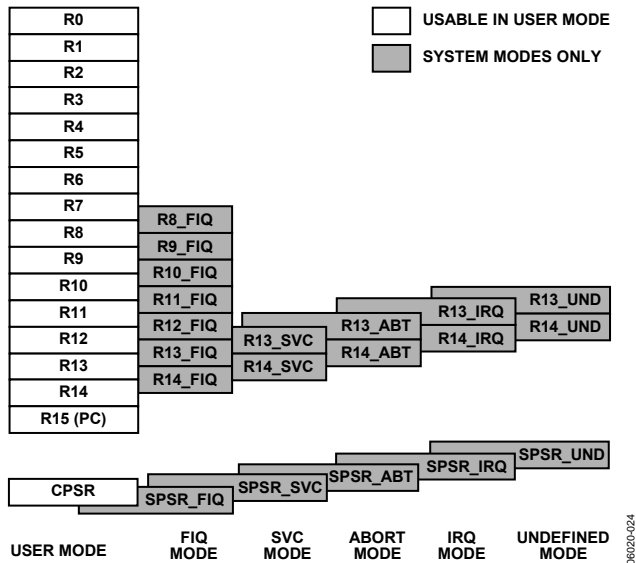 R0
R1
R2
R3
R4
R5
R6
R7
R8
R9
R10
R11
R12
R13
R14
R15 (PC)
USABLE IN USER MODE
SYSTEM MODES ONLY
R8_FIQ
R9_FIQ
R10_FIQ
R11_FIQ
R12_FIQ
R13_FIQ
R14_FIQ
R13_SVC
R14_SVC
R13_ABT
R14_ABT
R13_IRQ
R14_IRQ
R13_UND
R14_UND
CPSR
SPSR_FIQ
SPSR_SVC
SPSR_ABT
SPSR_IRQ
SPSR_UND
USER MODE
FIQ
MODE
SVC
MODE
ABORT
MODE
IRQ
MODE
UNDEFINED
MODE
06020-024